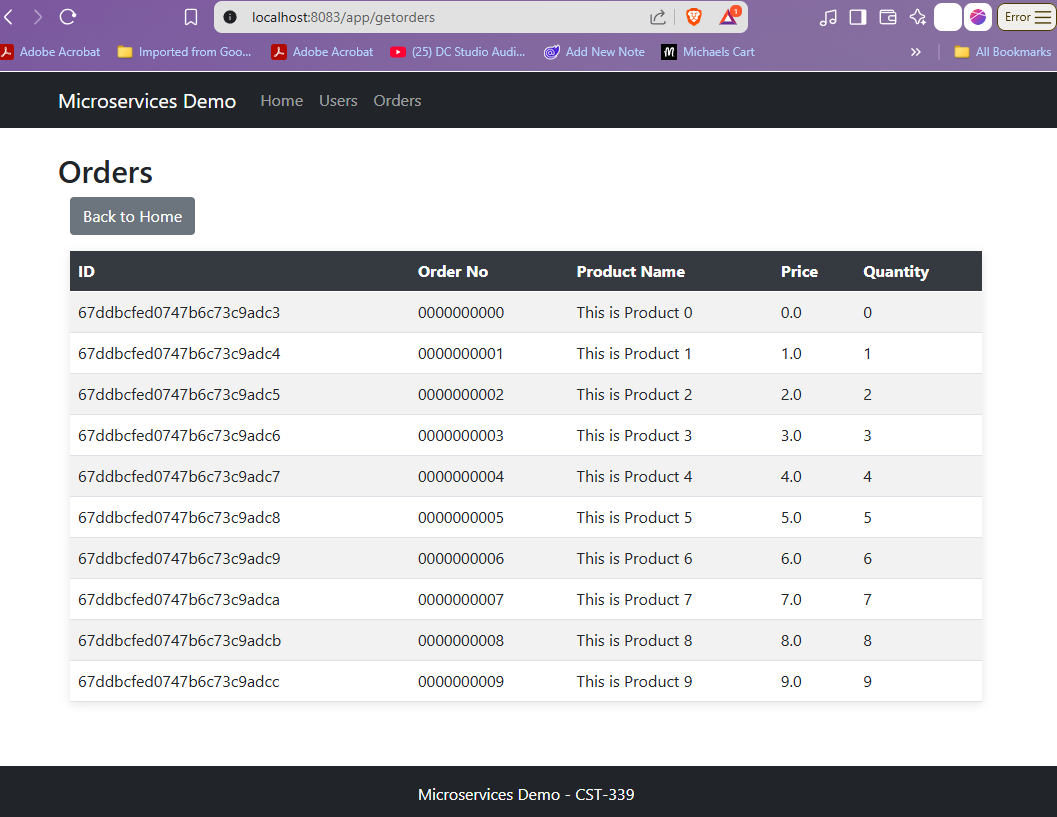 localhost:8083/app/getorders
1
Error
Adobe Acrobat Imported from Goo... Adobe Acrobat (25) DC Studio Audi... Add New Note Michaels Cart » All Bookmarks
Microservices Demo Home Users Orders
Orders
Back to Home
ID Order No Product Name Price Quantity
67ddbcfed0747b6c73c9adc3 0000000000 This is Product 0 0.0 0
67ddbcfed0747b6c73c9adc4 0000000001 This is Product 1 1.0 1
67ddbcfed0747b6c73c9adc5 0000000002 This is Product 2 2.0 2
67ddbcfed0747b6c73c9adc6 0000000003 This is Product 3 3.0 3
67ddbcfed0747b6c73c9adc7 0000000004 This is Product 4 4.0 4
67ddbcfed0747b6c73c9adc8 0000000005 This is Product 5 5.0 5
67ddbcfed0747b6c73c9adc9 0000000006 This is Product 6 6.0 6
67ddbcfed0747b6c73c9adca 0000000007 This is Product 7 7.0 7
67ddbcfed0747b6c73c9adcb 0000000008 This is Product 8 8.0 8
67ddbcfed0747b6c73c9adcc 0000000009 This is Product 9 9.0 9
Microservices Demo - CST-339